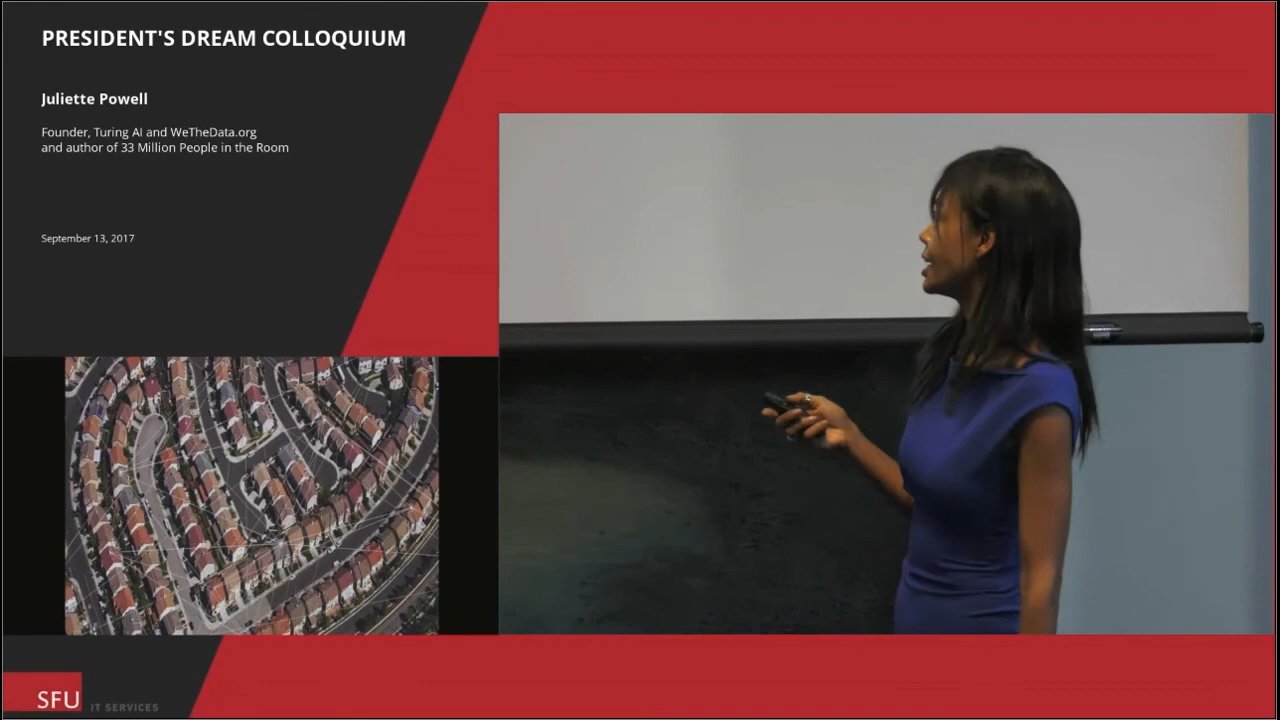 PRESIDENT'S DREAM COLLOQUIUM
Juliette Powell
Founder, Turing AI and WeTheData.org
and author of 33 Million People in the Room
September 13, 2017
SFU IT SERVICES